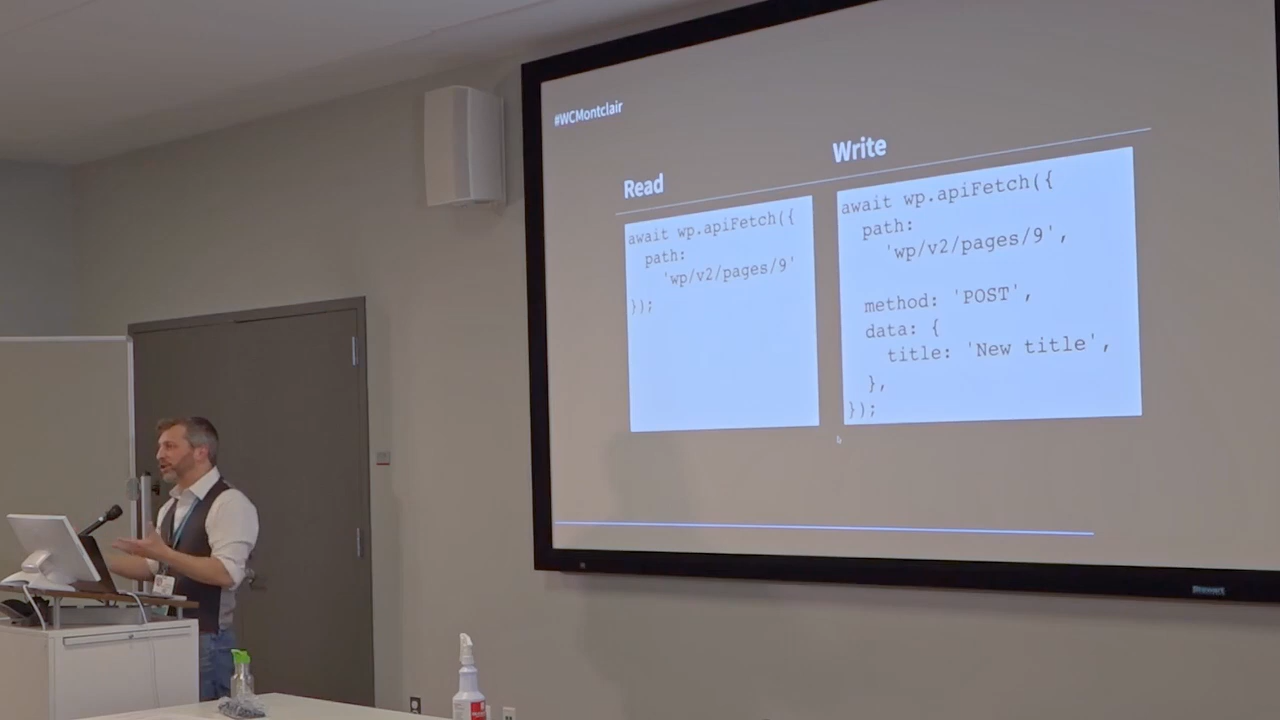 #WCMontclair
Read
await wp.apiFetch({
path:
'wp/v2/pages/9'
});
Write
await wp.apiFetch({
path:
'wp/v2/pages/9',
method: 'POST',
data: {
title: 'New title',
},
});
Stewart